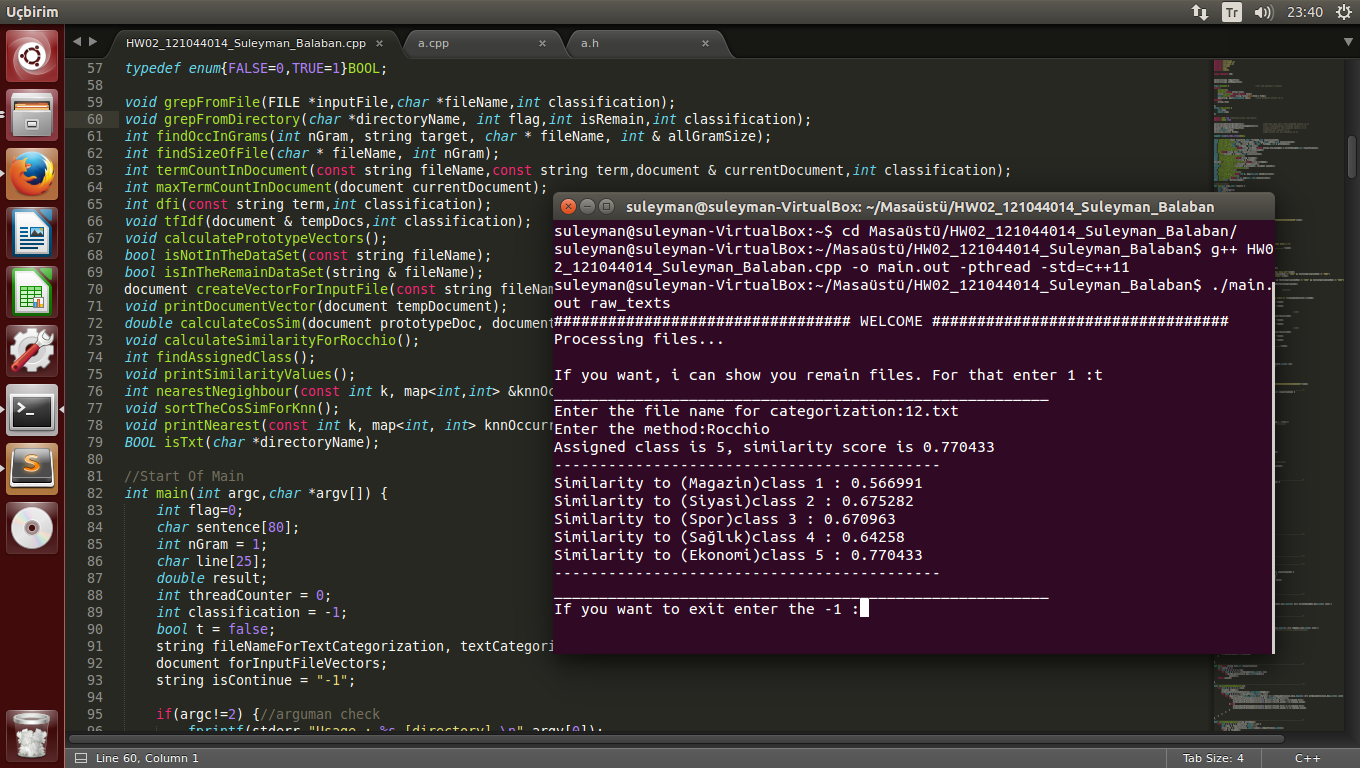 Uçbirim
Tr
23:40
HW02_121044014_Suleyman_Balaban.cpp ×
a.cpp ×
a.h ×
57 typedef enum{FALSE=0,TRUE=1}BOOL;
58
59 void grepFromFile(FILE *inputFile,char *fileName,int classification);
60 void grepFromDirectory(char *directoryName, int flag,int isRemain,int classification);
61 int findOccInGrams(int nGram, string target, char * fileName, int & allGramSize);
62 int findSizeOfFile(char * fileName, int nGram);
63 int termCountInDocument(const string fileName,const string term,document & currentDocument,int classification);
64 int maxTermCountInDocument(document currentDocument);
65 int dfi(const string term,int classification);
66 void tfIdf(document & tempDocs,int classification);
67 void calculatePrototypeVectors();
68 bool isNotInTheDataSet(const string fileName);
69 bool isInTheRemainDataSet(string & fileName);
70 document createVectorForInputFile(const string fileNam
71 void printDocumentVector(document tempDocument);
72 double calculateCosSim(document prototypeDoc, document
73 void calculateSimilarityForRocchio();
74 int findAssignedClass();
75 void printSimilarityValues();
76 int nearestNegighbour(const int k, map<int,int> &knnOc
77 void sortTheCosSimForKnn();
78 void printNearest(const int k, map<int, int> knnOccurr
79 BOOL isTxt(char *directoryName);
80
81 //Start Of Main
82 int main(int argc,char *argv[]) {
83 int flag=0;
84 char sentence[80];
85 int nGram = 1;
86 char line[25];
87 double result;
88 int threadCounter = 0;
89 int classification = -1;
90 bool t = false;
91 string fileNameForTextCategorization, textCategori
92 document forInputFileVectors;
93 string isContinue = "-1";
94
95 if(argc!=2) {//arguman check
96 fprintf(stderr,"Usage : %s [directory] \n",argv[0]);
suleyman@suleyman-VirtualBox: ~/Masaüstü/HW02_121044014_Suleyman_Balaban
suleyman@suleyman-VirtualBox:~$ cd Masaüstü/HW02_121044014_Suleyman_Balaban/
suleyman@suleyman-VirtualBox:~/Masaüstü/HW02_121044014_Suleyman_Balaban$ g++ HW0
2_121044014_Suleyman_Balaban.cpp -o main.out -pthread -std=c++11
suleyman@suleyman-VirtualBox:~/Masaüstü/HW02_121044014_Suleyman_Balaban$ ./main.
out raw_texts
################################# WELCOME #################################
Processing files...
If you want, i can show you remain files. For that enter 1 :t
_______________________________________________________
Enter the file name for categorization:12.txt
Enter the method:Rocchio
Assigned class is 5, similarity score is 0.770433
-------------------------------------------
Similarity to (Magazin)class 1 : 0.566991
Similarity to (Siyasi)class 2 : 0.675282
Similarity to (Spor)class 3 : 0.670963
Similarity to (Sağlık)class 4 : 0.64258
Similarity to (Ekonomi)class 5 : 0.770433
-------------------------------------------
_______________________________________________________
If you want to exit enter the -1 :
Line 60, Column 1
Tab Size: 4
C++